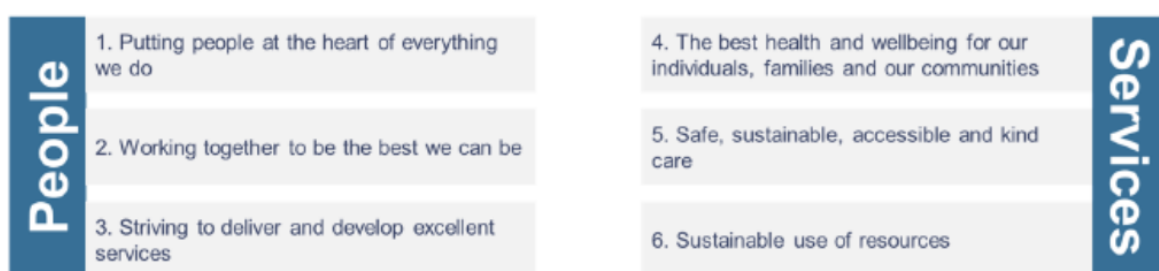 People
1. Putting people at the heart of everything
we do
2. Working together to be the best we can be
3. Striving to deliver and develop excellent
services
4. The best health and wellbeing for our
individuals, families and our communities
5. Safe, sustainable, accessible and kind
care
6. Sustainable use of resources
Services